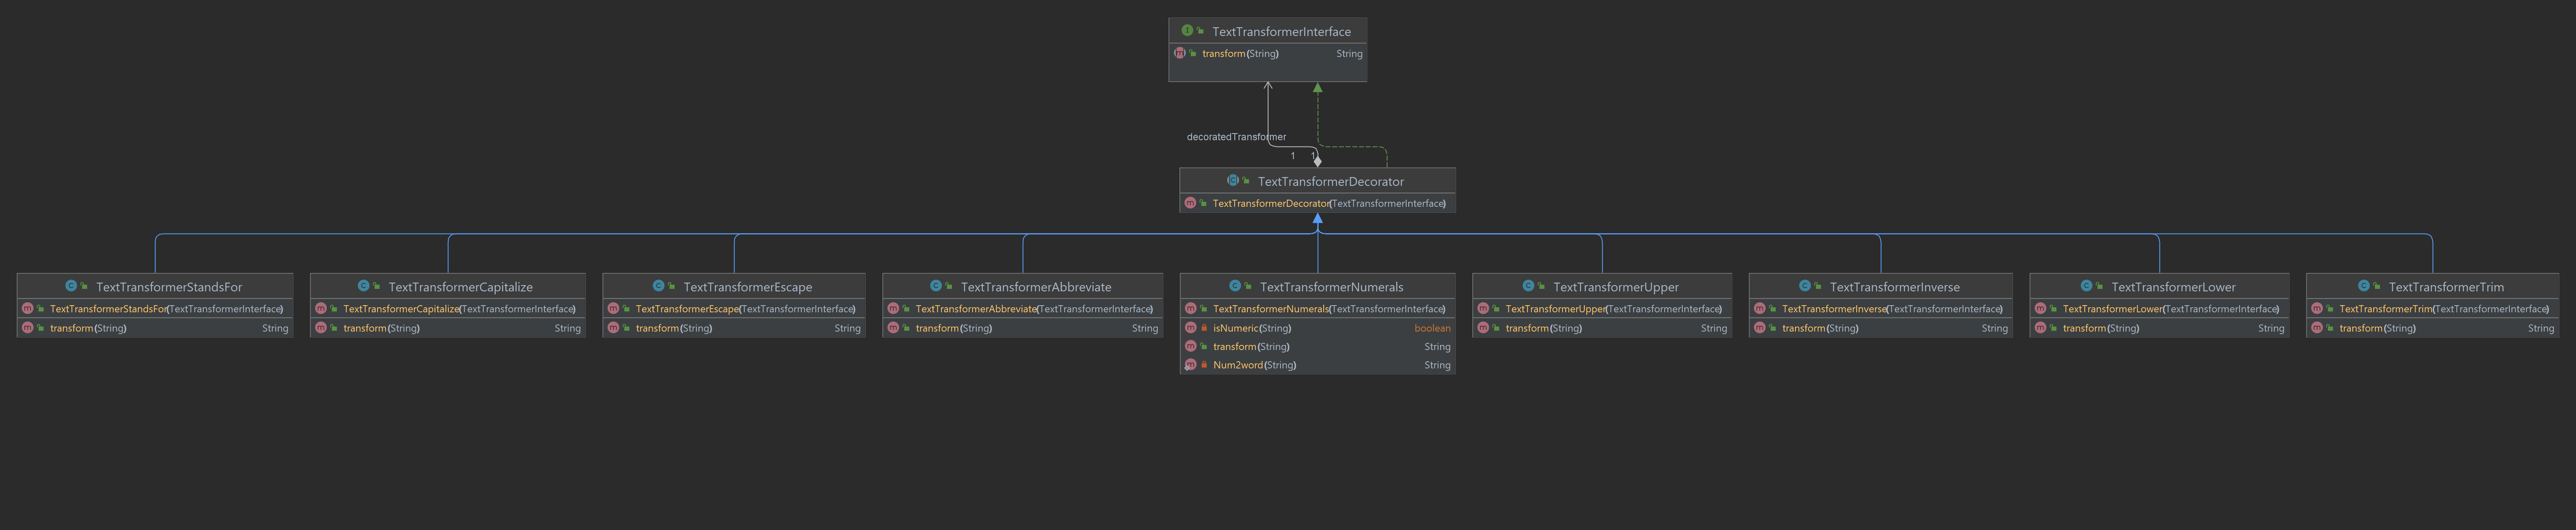 TextTransformerInterface
transform(String) String
decoratedTransformer
1 1
TextTransformerDecorator
TextTransformerDecorator(TextTransformerInterface)
TextTransformerStandsFor
TextTransformerStandsFor(TextTransformerInterface)
transform(String) String
TextTransformerCapitalize
TextTransformerCapitalize(TextTransformerInterface)
transform(String) String
TextTransformerEscape
TextTransformerEscape(TextTransformerInterface)
transform(String) String
TextTransformerAbbreviate
TextTransformerAbbreviate(TextTransformerInterface)
transform(String) String
TextTransformerNumerals
TextTransformerNumerals(TextTransformerInterface)
isNumeric(String) boolean
transform(String) String
Num2word(String) String
TextTransformerUpper
TextTransformerUpper(TextTransformerInterface)
transform(String) String
TextTransformerInverse
TextTransformerInverse(TextTransformerInterface)
transform(String) String
TextTransformerLower
TextTransformerLower(TextTransformerInterface)
transform(String) String
TextTransformerTrim
TextTransformerTrim(TextTransformerInterface)
transform(String) String